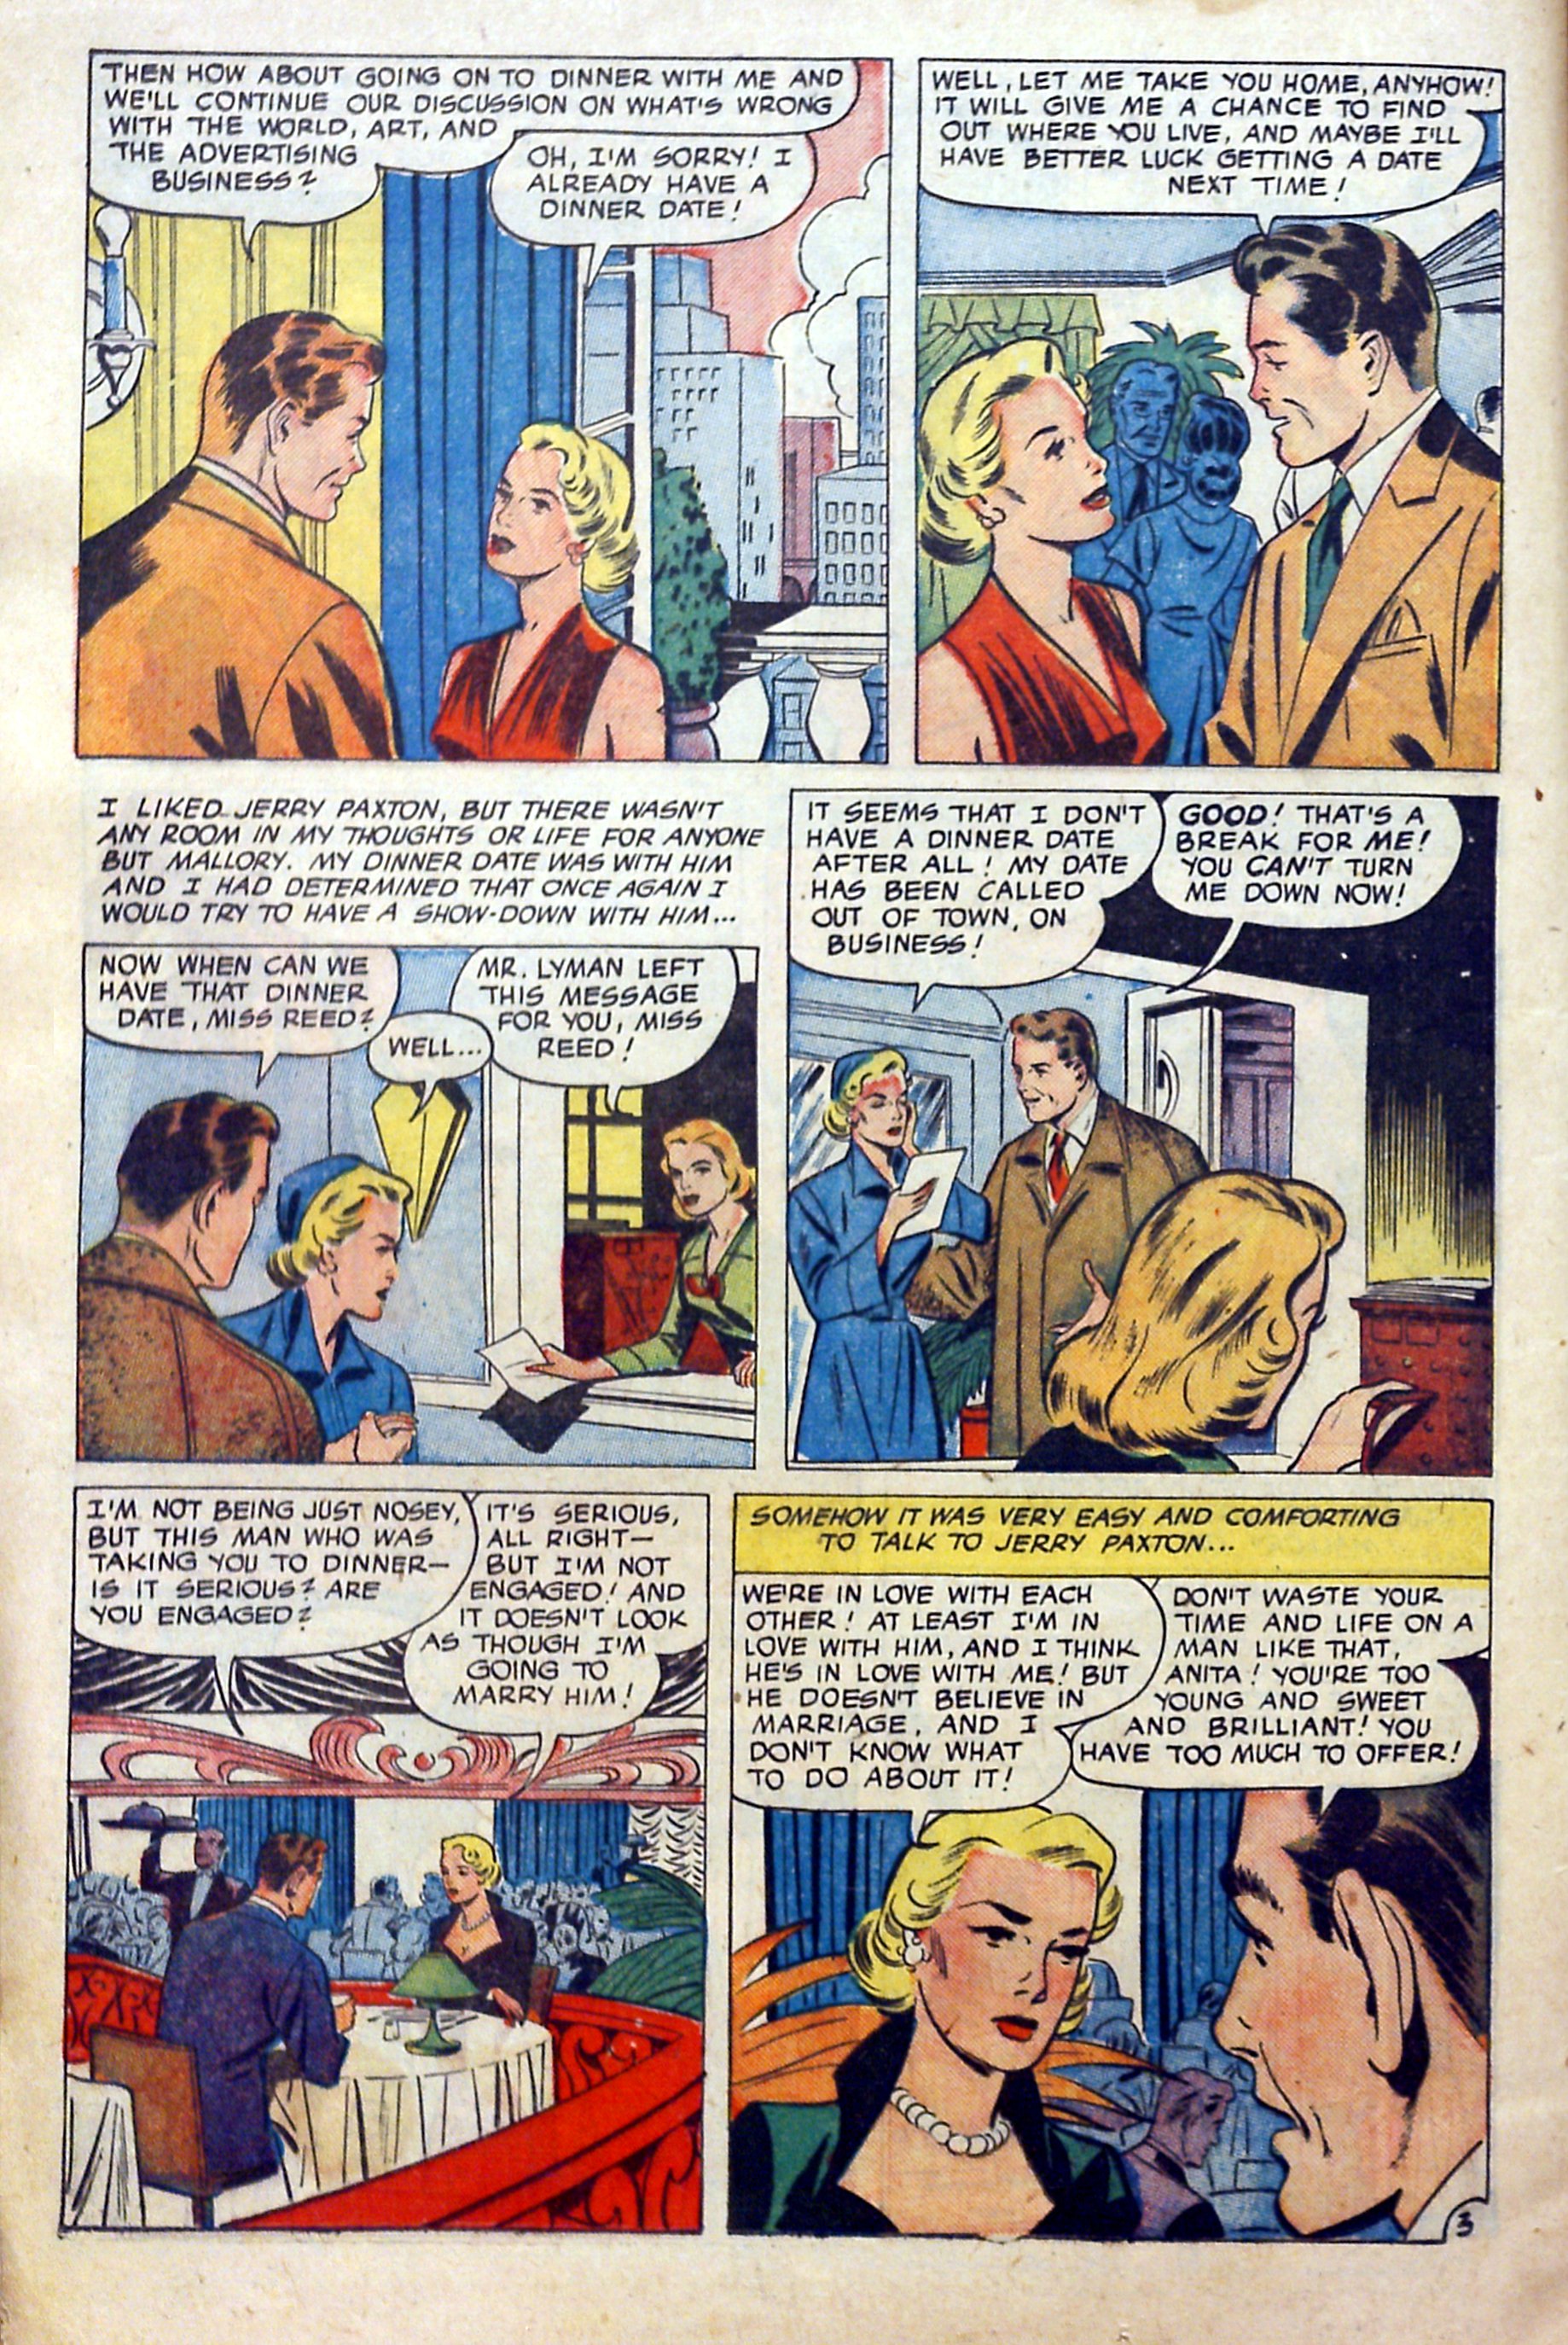 THEN HOW ABOUT GOING ON TO DINNER WITH ME AND
WE'LL CONTINUE OUR DISCUSSION ON WHAT'S WRONG
WITH THE WORLD, ART, AND
THE ADVERTISING
BUSINESS?
OH, I'M SORRY! I
ALREADY HAVE A
DINNER DATE!
WELL, LET ME TAKE YOU HOME, ANYHOW!
IT WILL GIVE ME A CHANCE TO FIND
OUT WHERE YOU LIVE, AND MAYBE I'LL
HAVE BETTER LUCK GETTING A DATE
NEXT TIME!
I LIKED JERRY PAXTON, BUT THERE WASN'T
ANY ROOM IN MY THOUGHTS OR LIFE FOR ANYONE
BUT MALLORY. MY DINNER DATE WAS WITH HIM
AND I HAD DETERMINED THAT ONCE AGAIN I
WOULD TRY TO HAVE A SHOW-DOWN WITH HIM...
NOW WHEN CAN WE
HAVE THAT DINNER
DATE, MISS REED?
WELL...
MR. LYMAN LEFT
THIS MESSAGE
FOR YOU, MISS
REED!
IT SEEMS THAT I DON'T
HAVE A DINNER DATE
AFTER ALL! MY DATE
HAS BEEN CALLED
OUT OF TOWN, ON
BUSINESS!
GOOD! THAT'S A
BREAK FOR ME!
YOU CAN'T TURN
ME DOWN NOW!
I'M NOT BEING JUST NOSEY,
BUT THIS MAN WHO WAS
TAKING YOU TO DINNER—
IS IT SERIOUS? ARE
YOU ENGAGED?
IT'S SERIOUS,
ALL RIGHT—
BUT I'M NOT
ENGAGED! AND
IT DOESN'T LOOK
AS THOUGH I'M
GOING TO
MARRY HIM!
SOMEHOW IT WAS VERY EASY AND COMFORTING
TO TALK TO JERRY PAXTON...
WE'RE IN LOVE WITH EACH
OTHER! AT LEAST I'M IN
LOVE WITH HIM, AND I THINK
HE'S IN LOVE WITH ME! BUT
HE DOESN'T BELIEVE IN
MARRIAGE, AND I
DON'T KNOW WHAT
TO DO ABOUT IT!
DON'T WASTE YOUR
TIME AND LIFE ON A
MAN LIKE THAT,
ANITA! YOU'RE TOO
YOUNG AND SWEET
AND BRILLIANT! YOU
HAVE TOO MUCH TO OFFER!
3